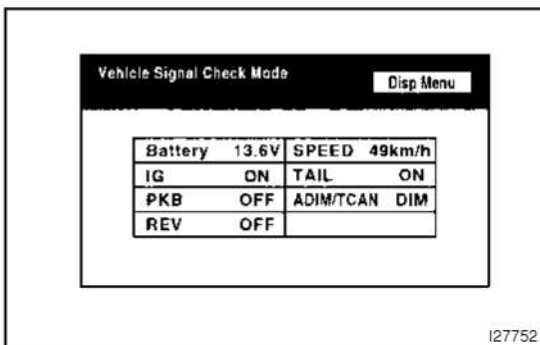 Vehicle Signal Check Mode
Disp Menu
Battery 13.6V SPEED 49km/h
IG ON TAIL ON
PKB OFF ADIM/TCAN DIM
REV OFF
I27752